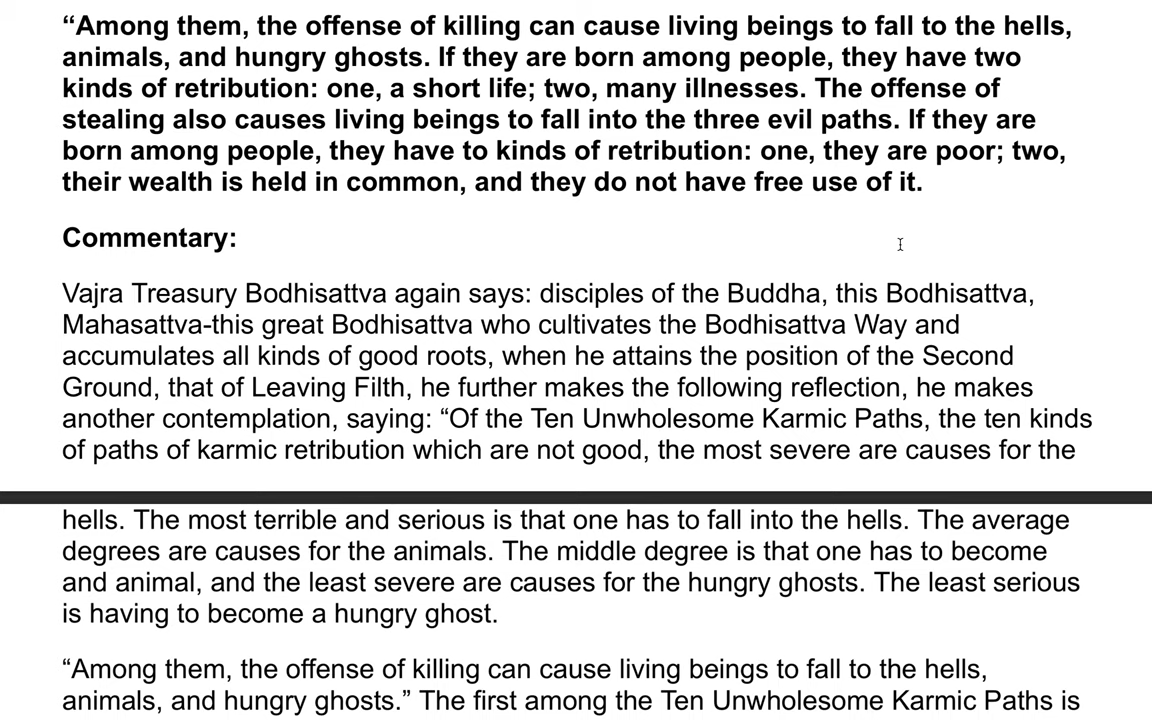 “Among them, the offense of killing can cause living beings to fall to the hells,
animals, and hungry ghosts. If they are born among people, they have two
kinds of retribution: one, a short life; two, many illnesses. The offense of
stealing also causes living beings to fall into the three evil paths. If they are
born among people, they have to kinds of retribution: one, they are poor; two,
their wealth is held in common, and they do not have free use of it.
Commentary:
Vajra Treasury Bodhisattva again says: disciples of the Buddha, this Bodhisattva,
Mahasattva-this great Bodhisattva who cultivates the Bodhisattva Way and
accumulates all kinds of good roots, when he attains the position of the Second
Ground, that of Leaving Filth, he further makes the following reflection, he makes
another contemplation, saying: “Of the Ten Unwholesome Karmic Paths, the ten kinds
of paths of karmic retribution which are not good, the most severe are causes for the
hells. The most terrible and serious is that one has to fall into the hells. The average
degrees are causes for the animals. The middle degree is that one has to become
and animal, and the least severe are causes for the hungry ghosts. The least serious
is having to become a hungry ghost.
“Among them, the offense of killing can cause living beings to fall to the hells,
animals, and hungry ghosts.” The first among the Ten Unwholesome Karmic Paths is